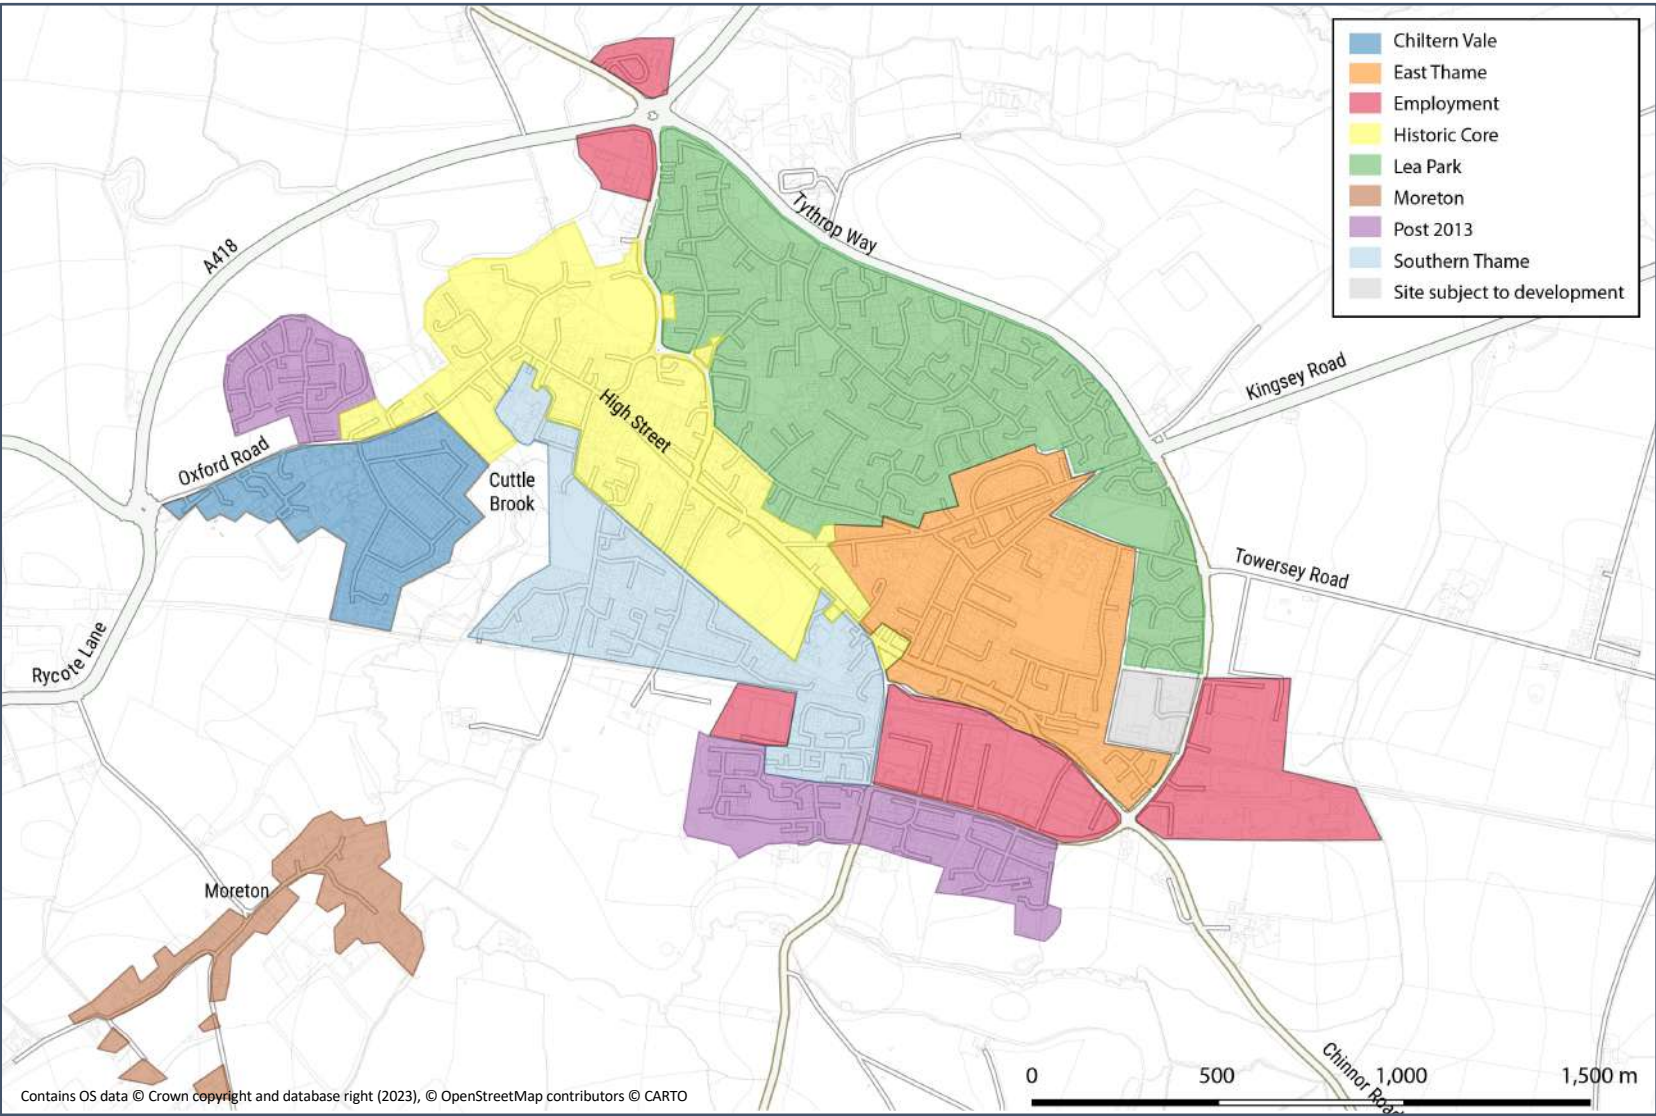 Chiltern Vale
East Thame
Employment
Historic Core
Lea Park
Moreton
Post 2013
Southern Thame
Site subject to development
Tythrop Way
A418
Kingsey Road
High Street
Oxford Road
Cuttle
Brook
Towersey Road
Rycote Lane
Moreton
Chinnor Road
0 500 1,000 1,500 m
Contains OS data © Crown copyright and database right (2023), © OpenStreetMap contributors © CARTO